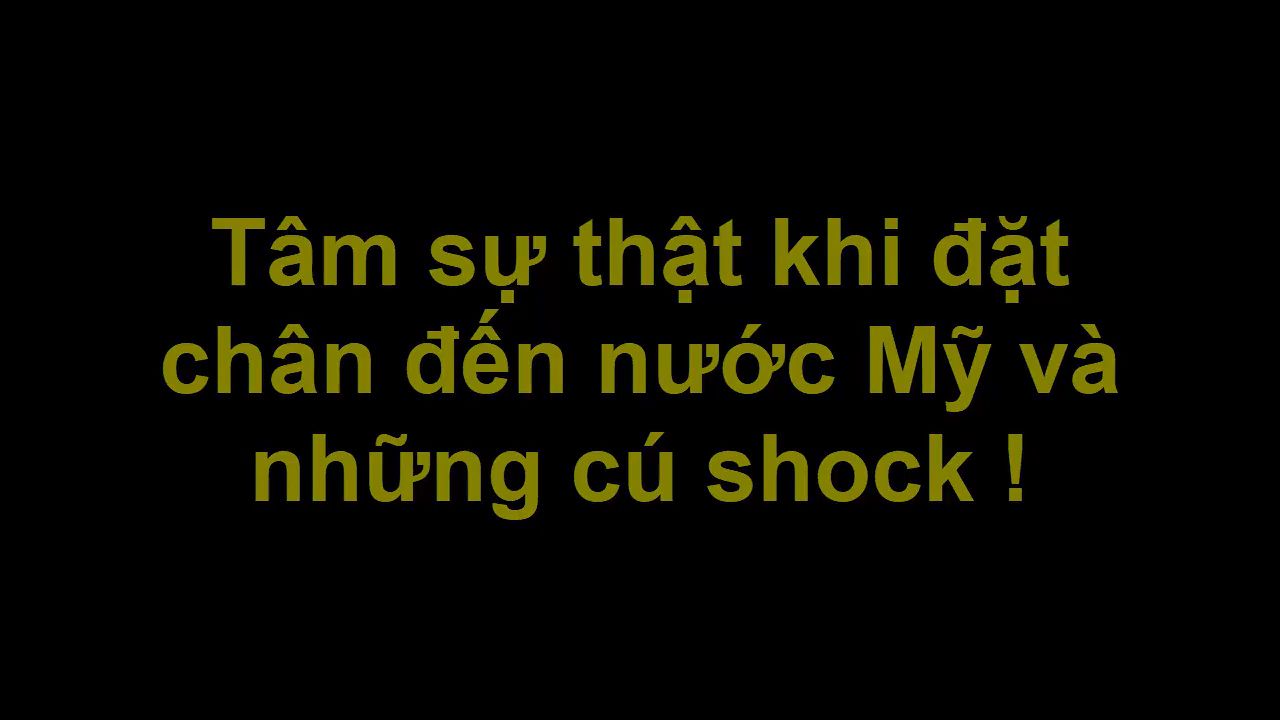 Tâm sự thật khi đặt
chân đến nước Mỹ và
những cú shock !